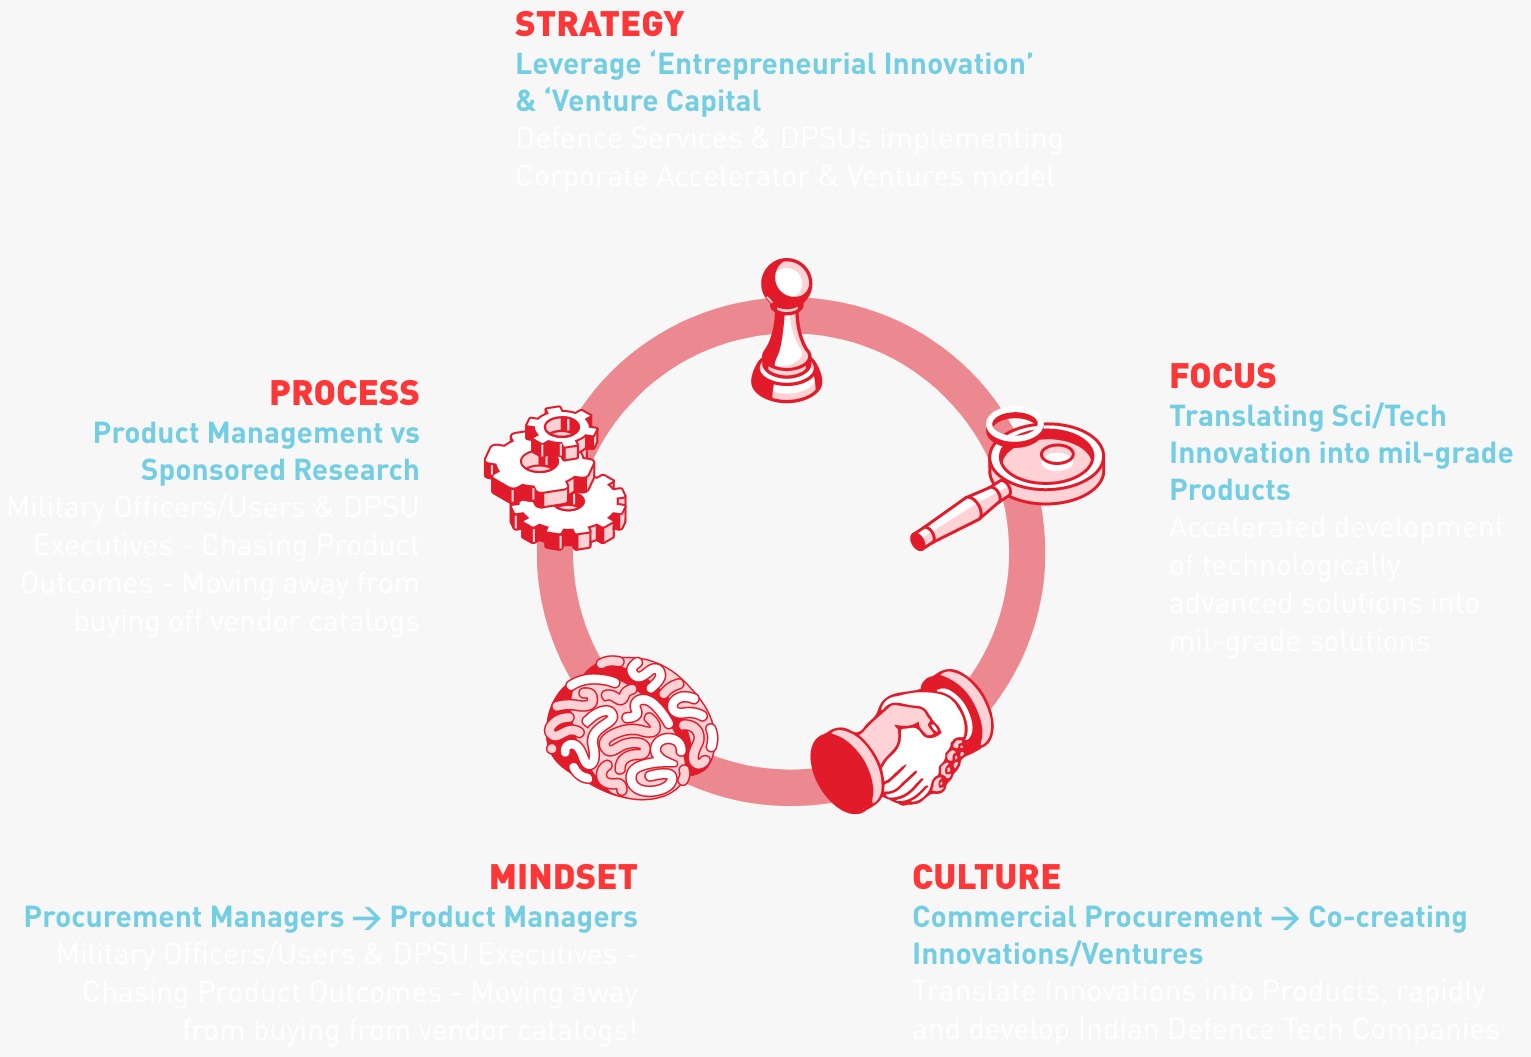 STRATEGY
Leverage ‘Entrepreneurial Innovation’
& ‘Venture Capital
Defence Services & DPSUs implementing
Corporate Accelerator & Ventures model
PROCESS
Product Management vs
Sponsored Research
Military Officers/Users & DPSU
Executives - Chasing Product
Outcomes - Moving away from
buying off vendor catalogs
FOCUS
Translating Sci/Tech
Innovation into mil-grade
Products
Accelerated development
of technologically
advanced solutions into
mil-grade solutions
MINDSET
Procurement Managers → Product Managers
Military Officers/Users & DPSU Executives -
Chasing Product Outcomes - Moving away
from buying from vendor catalogs!
CULTURE
Commercial Procurement → Co-creating
Innovations/Ventures
Translate Innovations into Products, rapidly
and develop Indian Defence Tech Companies